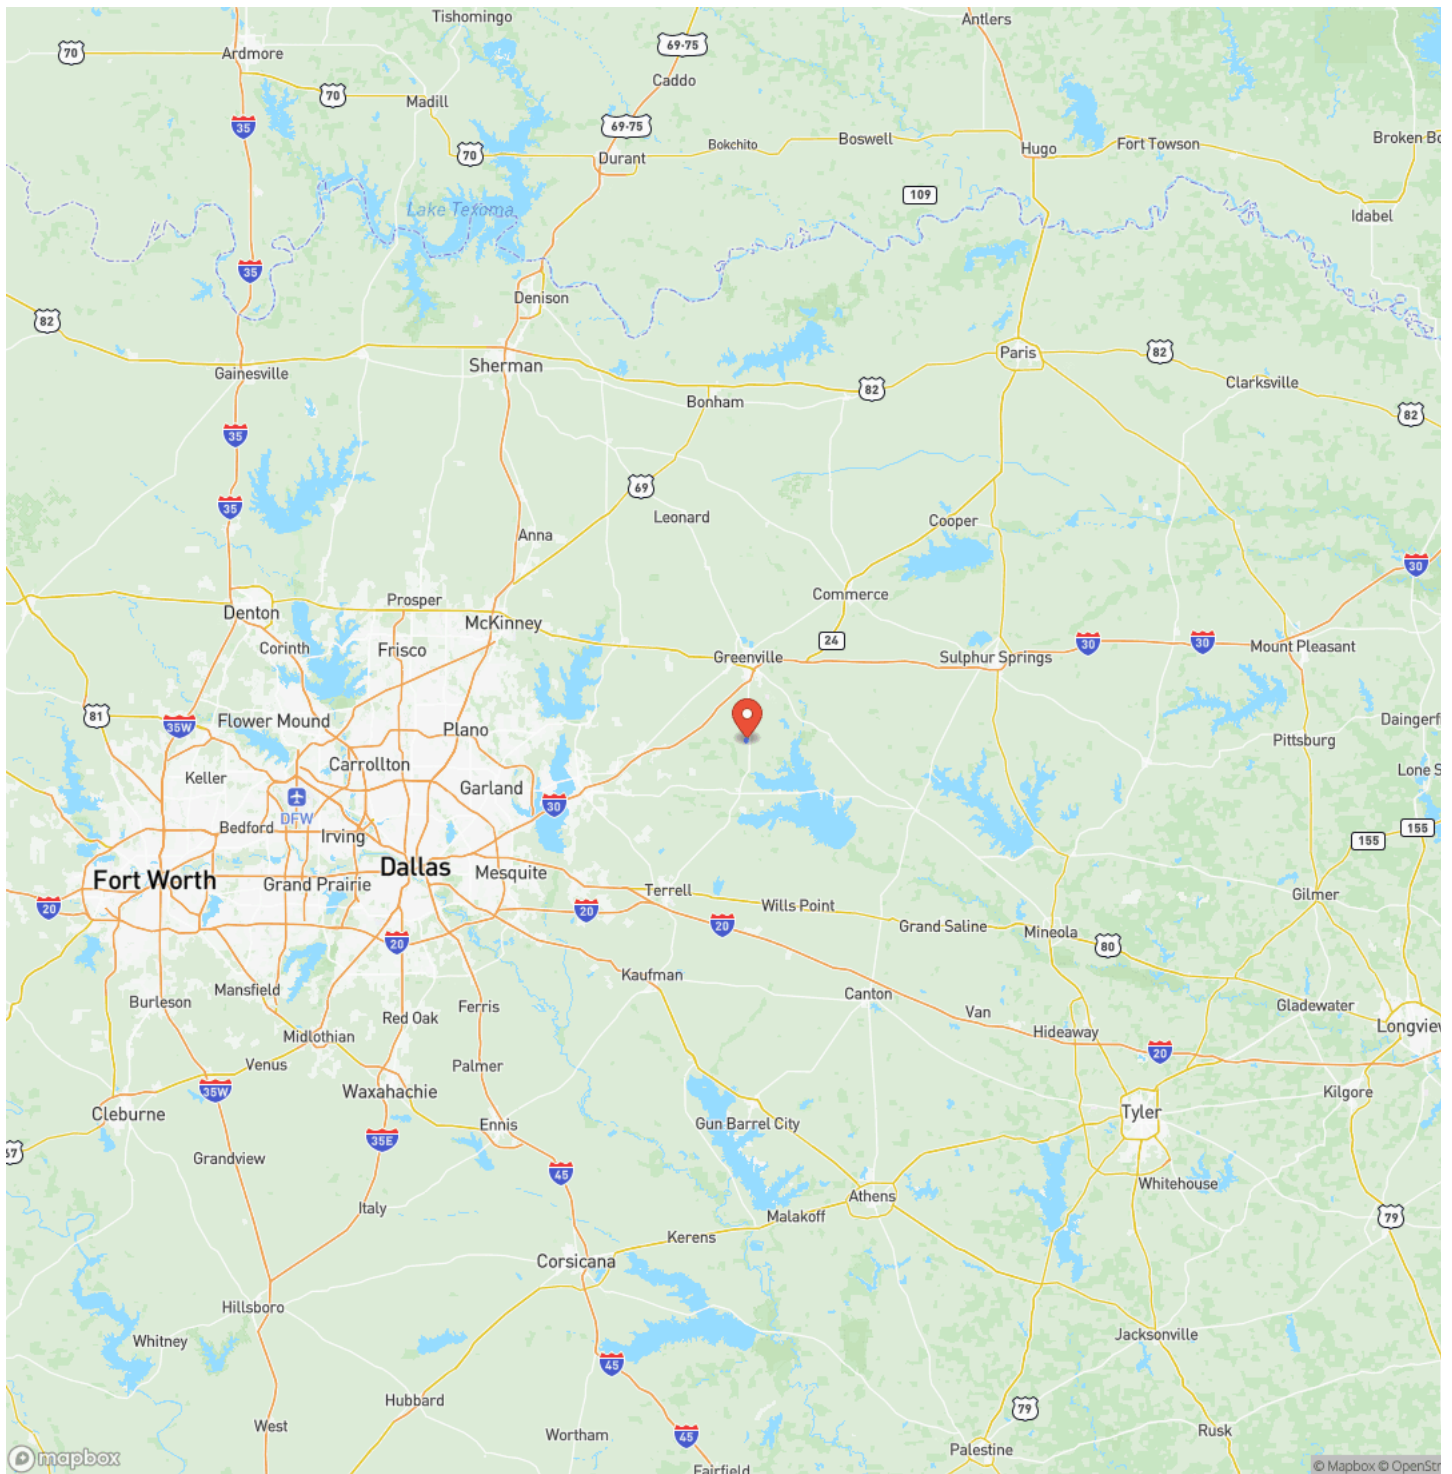 Tishomingo
Antlers
70
Ardmore
69-75
Caddo
70
Madill
35
69-75
Durant
Bokchito
Boswell
Hugo
Fort Towson
Broken Bo
70
109
Idabel
Lake Texoma
35
Denison
82
Sherman
Gainesville
Paris
82
82
Clarksville
Bonham
82
35
69
35
Leonard
Anna
Cooper
30
Commerce
Prosper
Denton
McKinney
24
30
30
Corinth
Frisco
Greenville
Sulphur Springs
Mount Pleasant
81
35W
Flower Mound
Plano
Daingerfi
Pittsburg
Carrollton
Keller
Garland
Lone S
DFW
30
Bedford
Irving
155
155
Dallas
Mesquite
Fort Worth
Grand Prairie
Terrell
Gilmer
20
20
Wills Point
20
Grand Saline
Mineola
80
20
Kaufman
Mansfield
Burleson
Canton
Ferris
Red Oak
Van
Gladewater
Midlothian
Hideaway
Longview
20
Venus
Palmer
35W
Waxahachie
Kilgore
Cleburne
Tyler
Ennis
Gun Barrel City
35E
67
Grandview
45
Whitehouse
Athens
Italy
Malakoff
79
Kerens
Corsicana
Hillsboro
Whitney
Jacksonville
45
Hubbard
79
West
Wortham
45
Rusk
Palestine
mapbox
Fairfield
© Mapbox © OpenStr